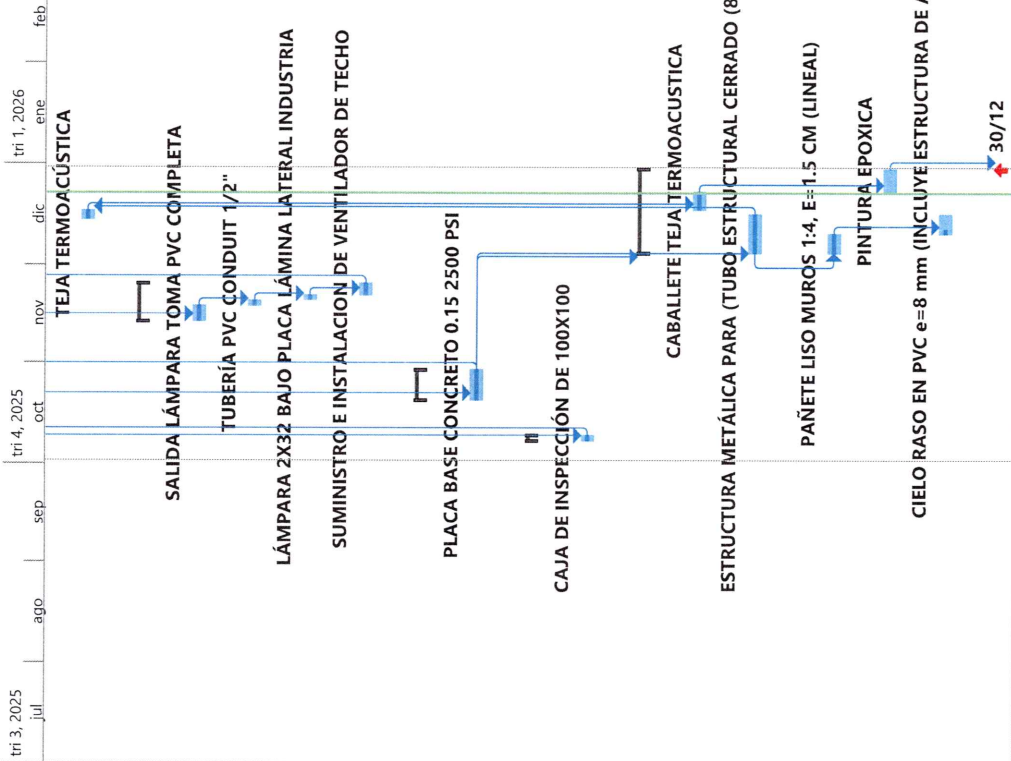 tri 3, 2025
tri 4, 2025
tri 1, 2026
jul
ago
sep
oct
nov
dic
ene
feb
TEJA TERMOACÚSTICA
SALIDA LÁMPARA TOMA PVC COMPLETA
TUBERÍA PVC CONDUIT 1/2"
LÁMPARA 2X32 BAJO PLACA LÁMINA LATERAL INDUSTRIA
SUMINISTRO E INSTALACION DE VENTILADOR DE TECHO
PLACA BASE CONCRETO 0.15 2500 PSI
CAJA DE INSPECCIÓN DE 100X100
CABALLETE TEJA TERMOACUSTICA
ESTRUCTURA METÁLICA PARA (TUBO ESTRUCTURAL CERRADO (8
PAÑETE LISO MUROS 1:4, E=1.5 CM (LINEAL)
PINTURA EPOXICA
CIELO RASO EN PVC e=8 mm (INCLUYE ESTRUCTURA DE A
30/12